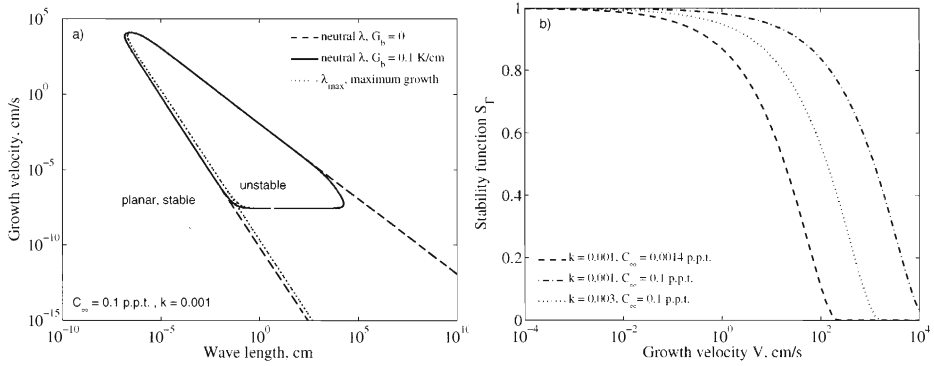 a)
neutral λ, G_b = 0
neutral λ, G_b = 0.1 K/cm
λ_max, maximum growth
unstable
planar, stable
C_∞ = 0.1 p.p.t. , k = 0.001
Growth velocity, cm/s
10^5
10^0
10^-5
10^-10
10^-15
10^-10
10^-5
10^0
10^5
10^10
Wave length, cm
b)
Stability function S_Γ
1
0.8
0.6
0.4
0.2
0
k = 0.001, C_∞ = 0.0014 p.p.t.
k = 0.001, C_∞ = 0.1 p.p.t.
k = 0.003, C_∞ = 0.1 p.p.t.
10^-4
10^-2
10^0
10^2
10^4
Growth velocity V, cm/s